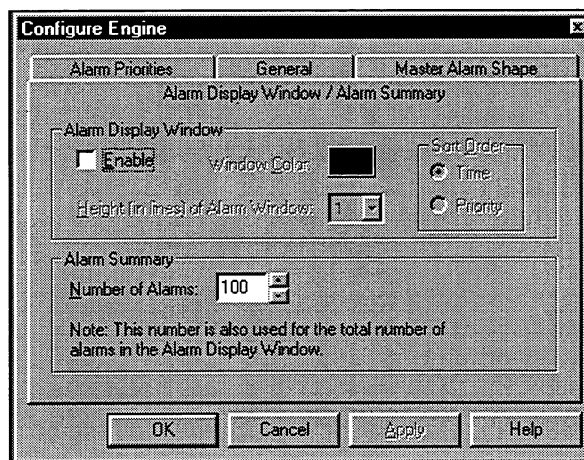 Configure Engine
Alarm Priorities General Master Alarm Shape
Alarm Display Window / Alarm Summary
Alarm Display Window
Enable Window Color: Sort Order
Time
Height (in lines) of Alarm Window: 1 Priority
Alarm Summary
Number of Alarms: 100
Note: This number is also used for the total number of
alarms in the Alarm Display Window.
OK Cancel Apply Help